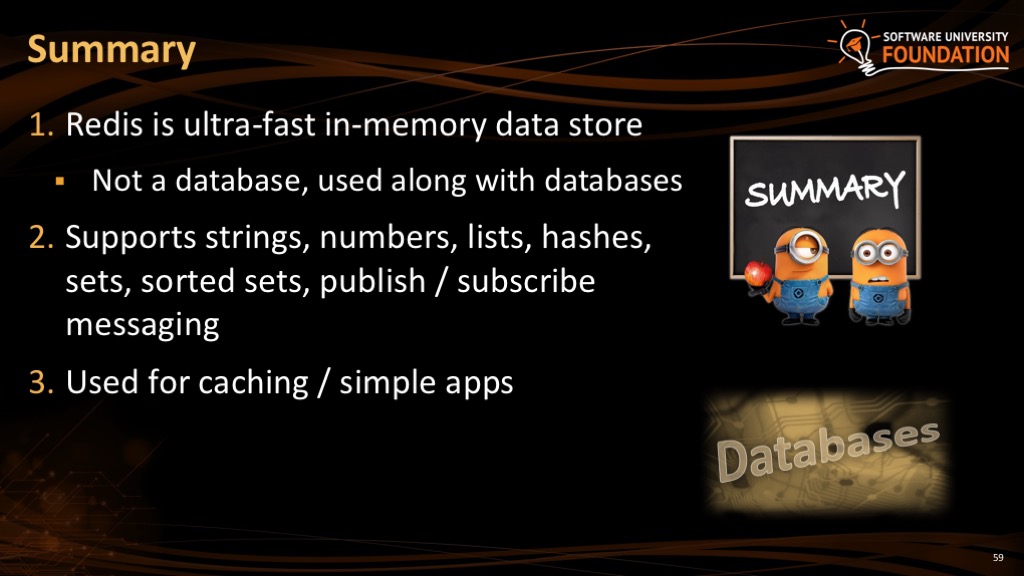 Summary
SOFTWARE UNIVERSITY
FOUNDATION
1. Redis is ultra-fast in-memory data store
▪ Not a database, used along with databases
2. Supports strings, numbers, lists, hashes,
sets, sorted sets, publish / subscribe
messaging
3. Used for caching / simple apps
SUMMARY
Databases
59